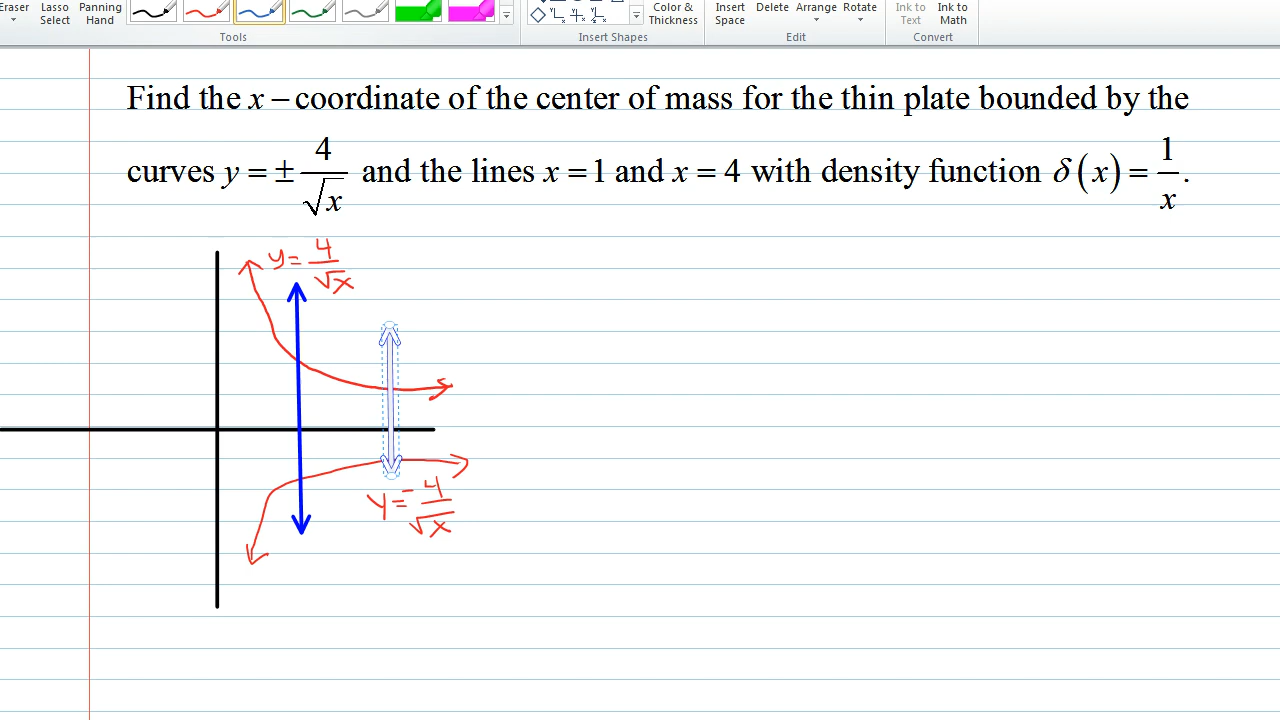 Eraser Lasso Select Panning Hand Color & Thickness Insert Space Delete Arrange Rotate Ink to Text Ink to Math
Tools Insert Shapes Edit Convert
Find the x – coordinate of the center of mass for the thin plate bounded by the
curves y = ± 4/√x and the lines x = 1 and x = 4 with density function δ(x) = 1/x.
y = 4/√x
y = -4/√x